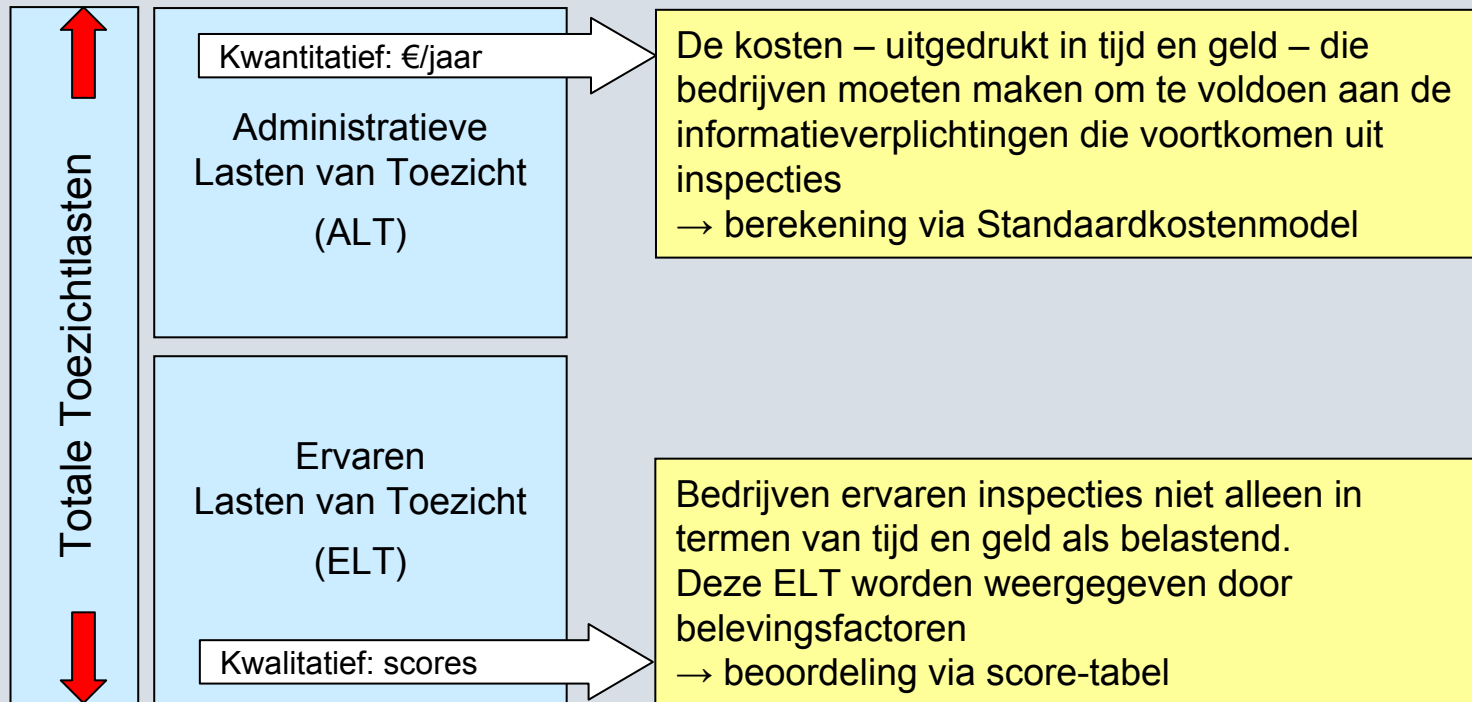 Totale Toezichtlasten
Kwantitatief: €/jaar
Administratieve
Lasten van Toezicht
(ALT)
De kosten – uitgedrukt in tijd en geld – die
bedrijven moeten maken om te voldoen aan de
informatieverplichtingen die voortkomen uit
inspecties
→ berekening via Standaardkostenmodel
Ervaren
Lasten van Toezicht
(ELT)
Kwalitatief: scores
Bedrijven ervaren inspecties niet alleen in
termen van tijd en geld als belastend.
Deze ELT worden weergegeven door
belevingsfactoren
→ beoordeling via score-tabel